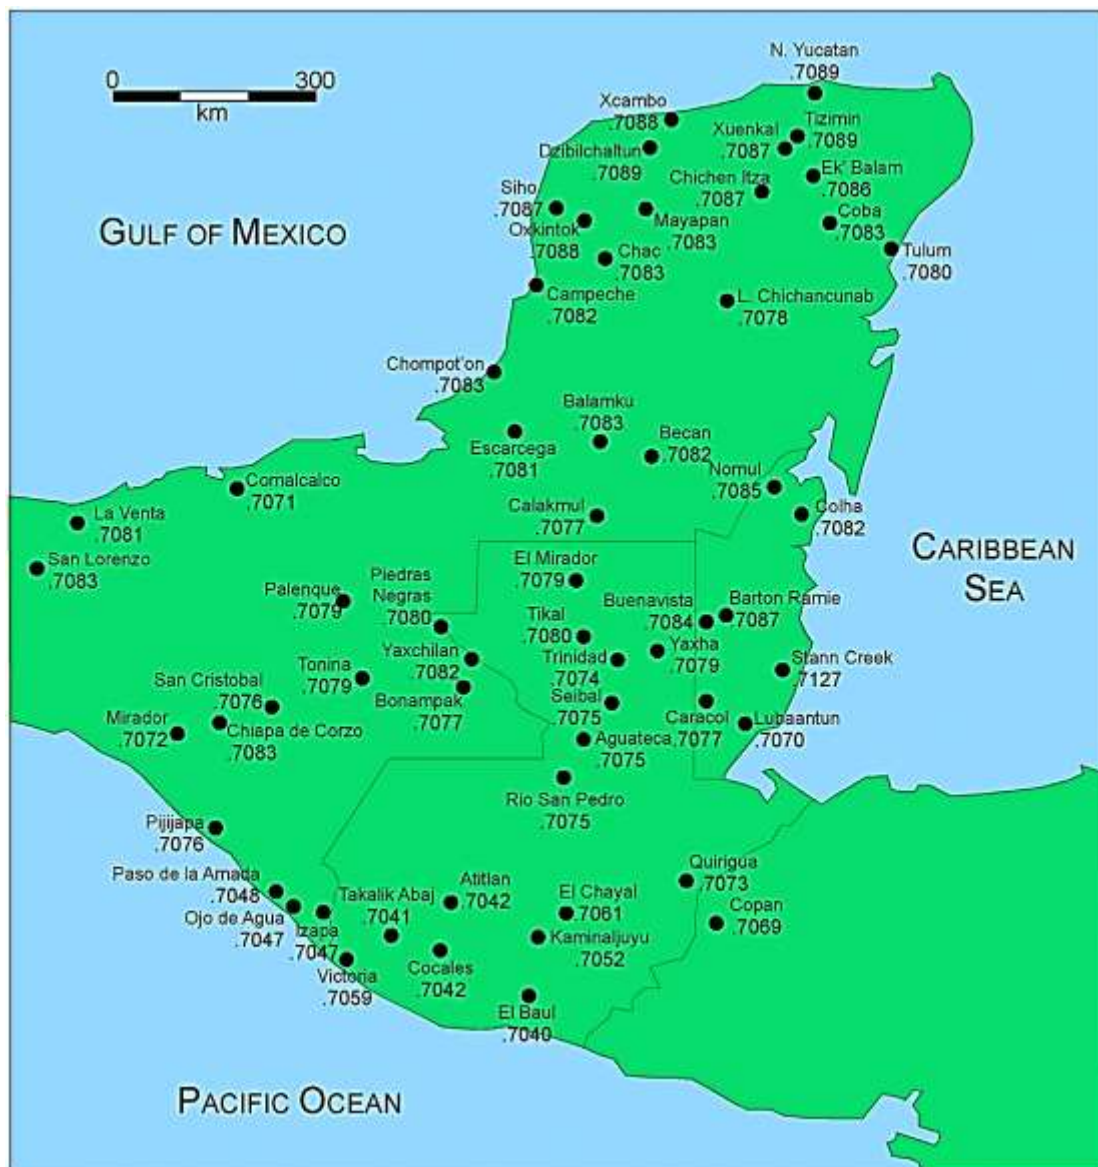 N. Yucatan
.7089
0 300
km
Xcambo
.7088
Tizimin
.7089
Xuenkal
.7087
Dzibilchaltun
.7089
Ek' Balam
.7086
Chichen Itza
.7087
Siho
.7087
Mayapan
.7083
Coba
.7083
Oxkintok
.7088
GULF OF MEXICO
Chac
.7083
Tulum
.7080
Campeche
.7082
L. Chichancunab
.7078
Chompot'on
.7083
Balamku
.7083
Becan
.7082
Escarcega
.7081
Nomul
.7085
Comalcalco
.7071
Calakmul
.7077
Colha
.7082
La Venta
.7081
CARIBBEAN
SEA
San Lorenzo
.7083
El Mirador
.7079
Palenque
.7079
Piedras
Negras
.7080
Buenavista
.7084
Barton Ramie
.7087
Tikal
.7080
Yaxchilan
.7082
Trinidad
.7074
Yaxha
.7079
Stann Creek
.7127
Tonina
.7079
San Cristobal
.7076
Bonampak
.7077
Seibal
.7075
Caracol
.7077
Lubaantun
.7070
Mirador
.7072
Chiapa de Corzo
.7083
Aguateca
.7075
Rio San Pedro
.7075
Pijijapa
.7076
Quirigua
.7073
Paso de la Amada
.7048
Takalik Abaj
.7041
Atitlan
.7042
El Chayal
.7061
Copan
.7069
Ojo de Agua
.7047
Izapa
.7047
Kaminaljuyu
.7052
Victoria
.7059
Cocales
.7042
El Baul
.7040
PACIFIC OCEAN